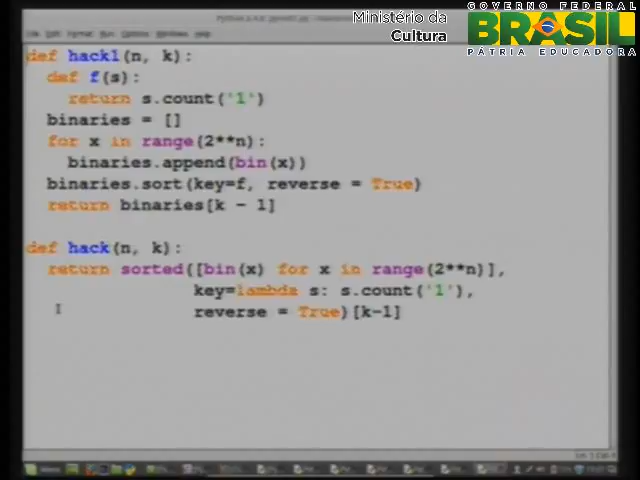 GOVERNO FEDERAL
Ministério da
Cultura
BRASIL
PÁTRIA EDUCADORA
def hack1(n, k):
  def f(s):
    return s.count('1')
  binaries = []
  for x in range(2**n):
    binaries.append(bin(x))
  binaries.sort(key=f, reverse = True)
  return binaries[k - 1]
def hack(n, k):
  return sorted([bin(x) for x in range(2**n)],
                key=lambda s: s.count('1'),
                reverse = True)[k-1]